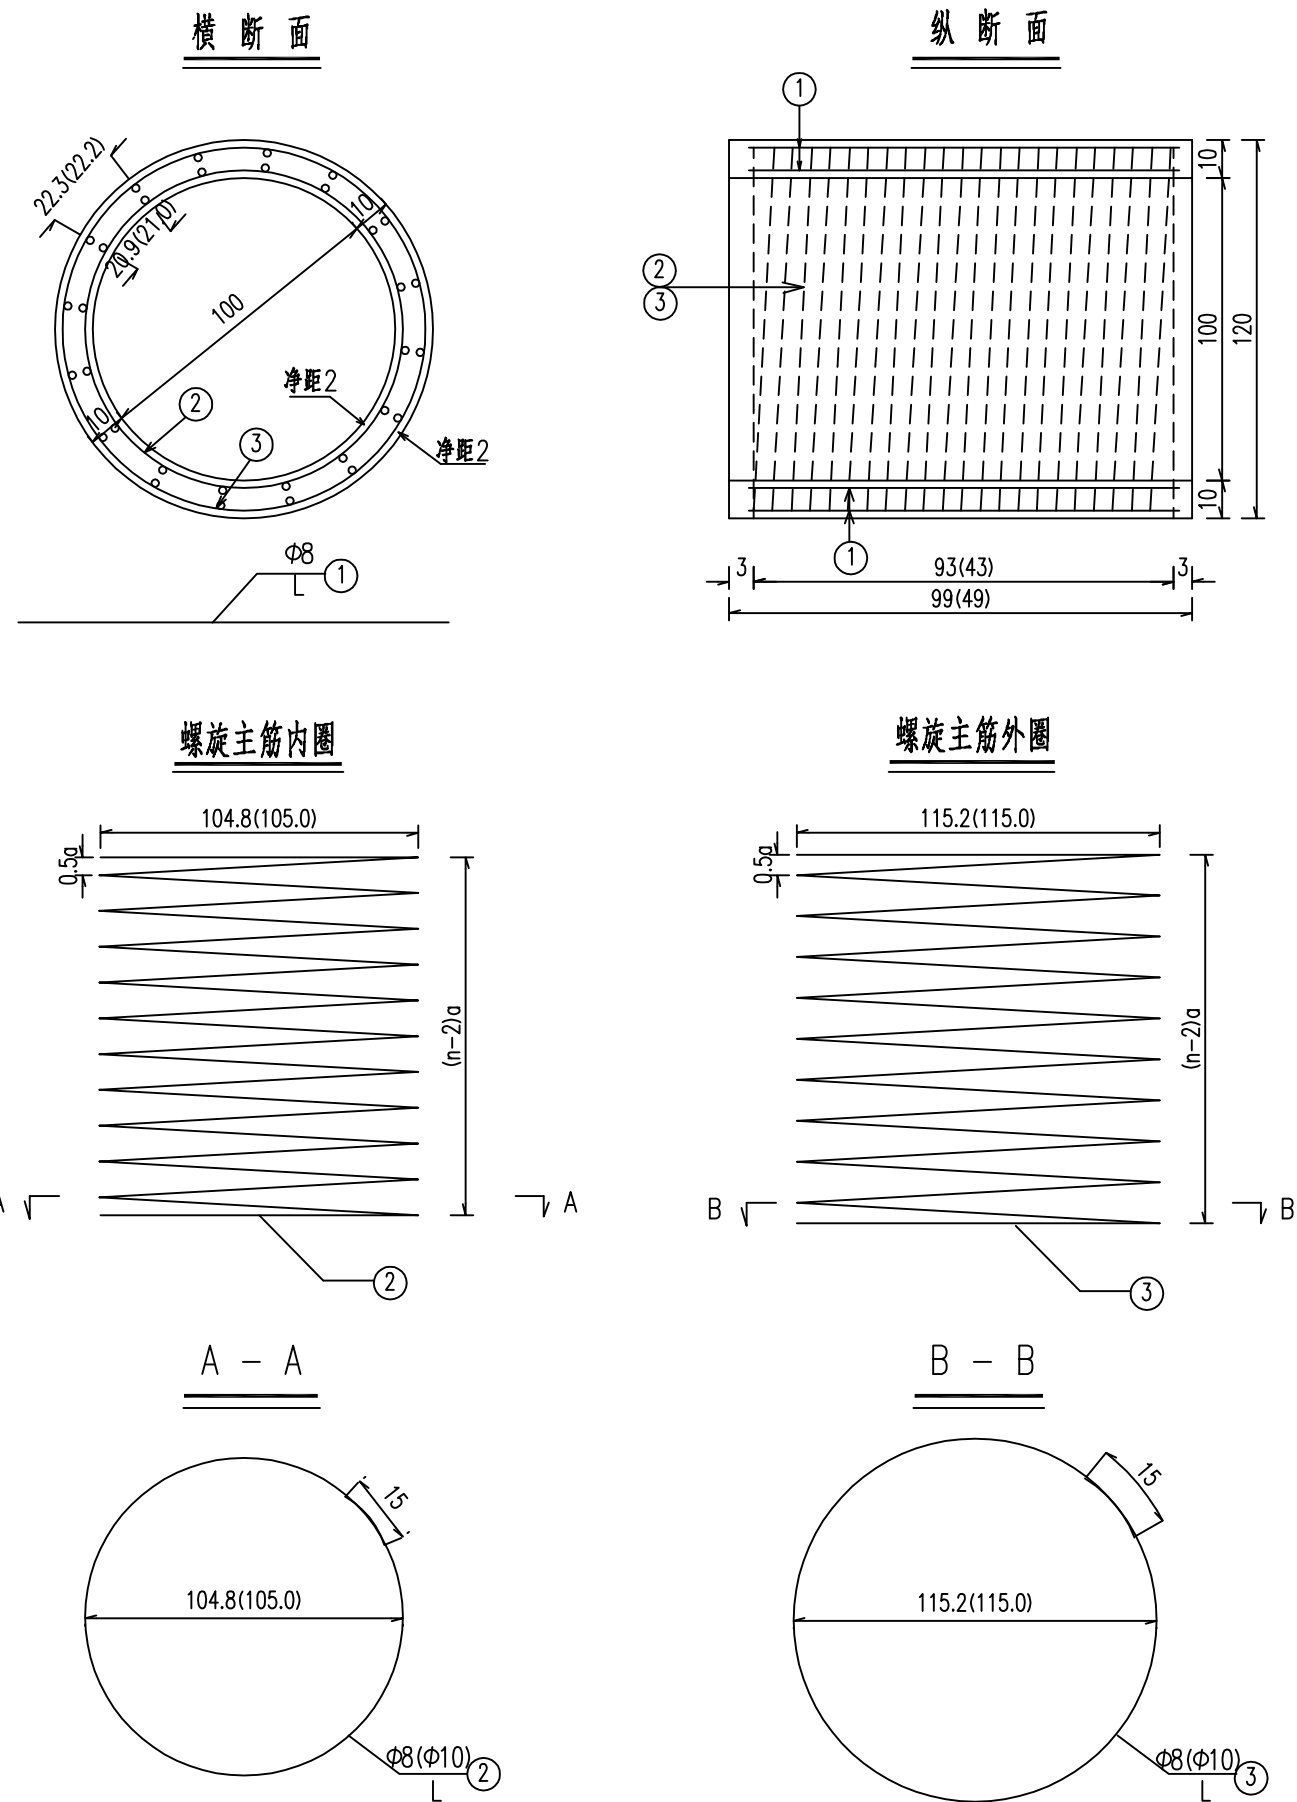 横 断 面
纵 断 面
1
22.3(22.2)
20.9(21.0)
10
100
10
净距2
净距2
2
3
Φ8
L
1
2
3
10
100
120
10
1
3
93(43)
3
99(49)
螺旋主筋内圈
螺旋主筋外圈
104.8(105.0)
0.5a
(n-2)a
A
A
2
115.2(115.0)
0.5a
(n-2)a
B
B
3
A - A
B - B
15
104.8(105.0)
Φ8(Φ10)
L
2
15
115.2(115.0)
Φ8(Φ10)
L
3